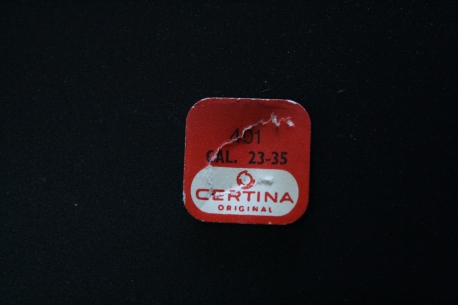 401
CAL. 23-35
CERTINA
ORIGINAL